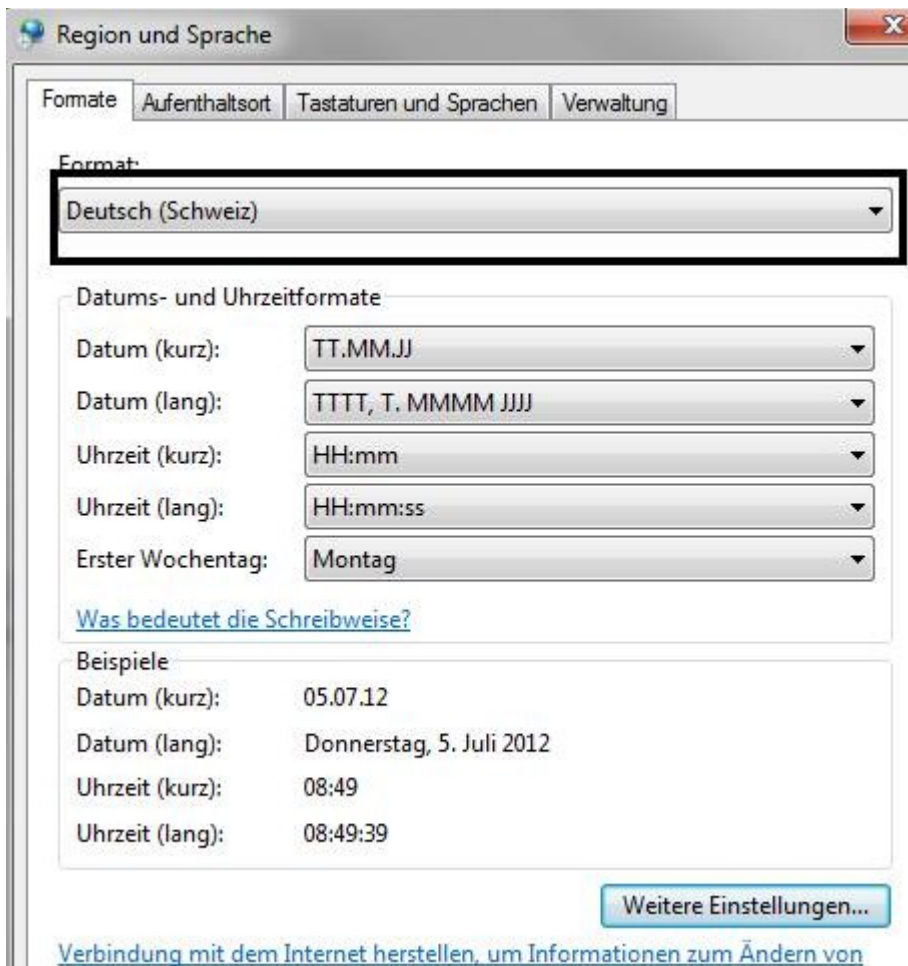 Region und Sprache
Formate Aufenthaltsort Tastaturen und Sprachen Verwaltung
Format:
Deutsch (Schweiz)
Datums- und Uhrzeitformate
Datum (kurz): TT.MM.JJ
Datum (lang): TTTT, T. MMMM JJJJ
Uhrzeit (kurz): HH:mm
Uhrzeit (lang): HH:mm:ss
Erster Wochentag: Montag
Was bedeutet die Schreibweise?
Beispiele
Datum (kurz): 05.07.12
Datum (lang): Donnerstag, 5. Juli 2012
Uhrzeit (kurz): 08:49
Uhrzeit (lang): 08:49:39
Weitere Einstellungen...
Verbindung mit dem Internet herstellen, um Informationen zum Ändern von